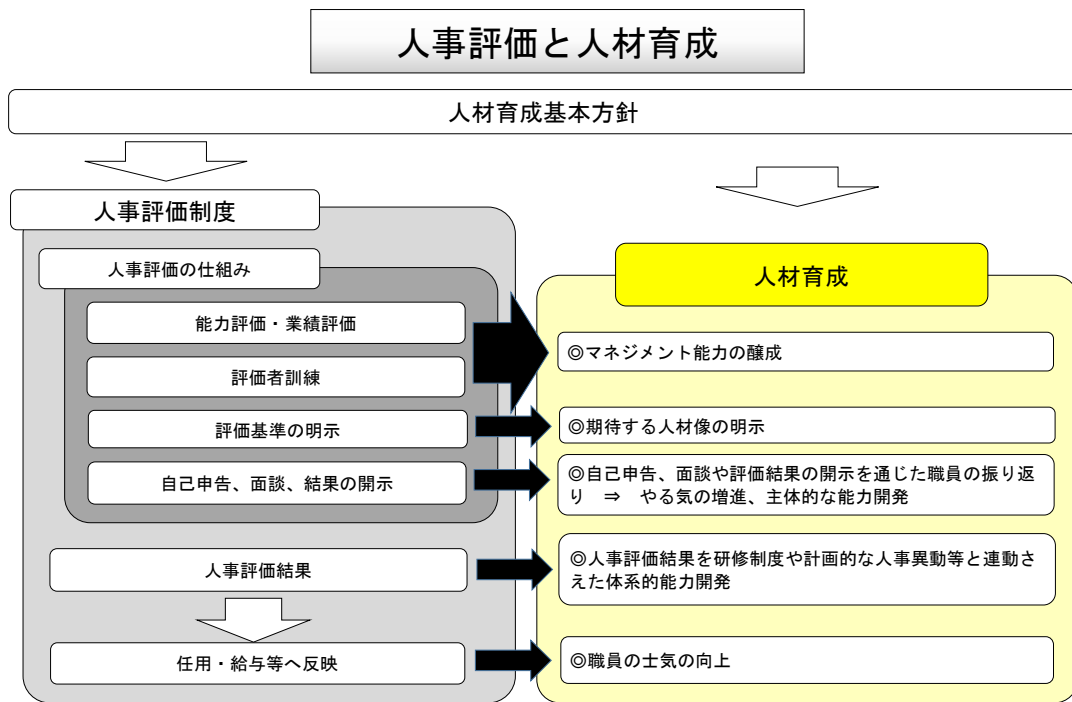 人事評価と人材育成
人材育成基本方針
人事評価制度
人事評価の仕組み
能力評価・業績評価
評価者訓練
評価基準の明示
自己申告、面談、結果の開示
人事評価結果
任用・給与等へ反映
人材育成
◎マネジメント能力の醸成
◎期待する人材像の明示
◎自己申告、面談や評価結果の開示を通じた職員の振り返
り ⇒ やる気の増進、主体的な能力開発
◎人事評価結果を研修制度や計画的な人事異動等と連動さ
えた体系的能力開発
◎職員の士気の向上